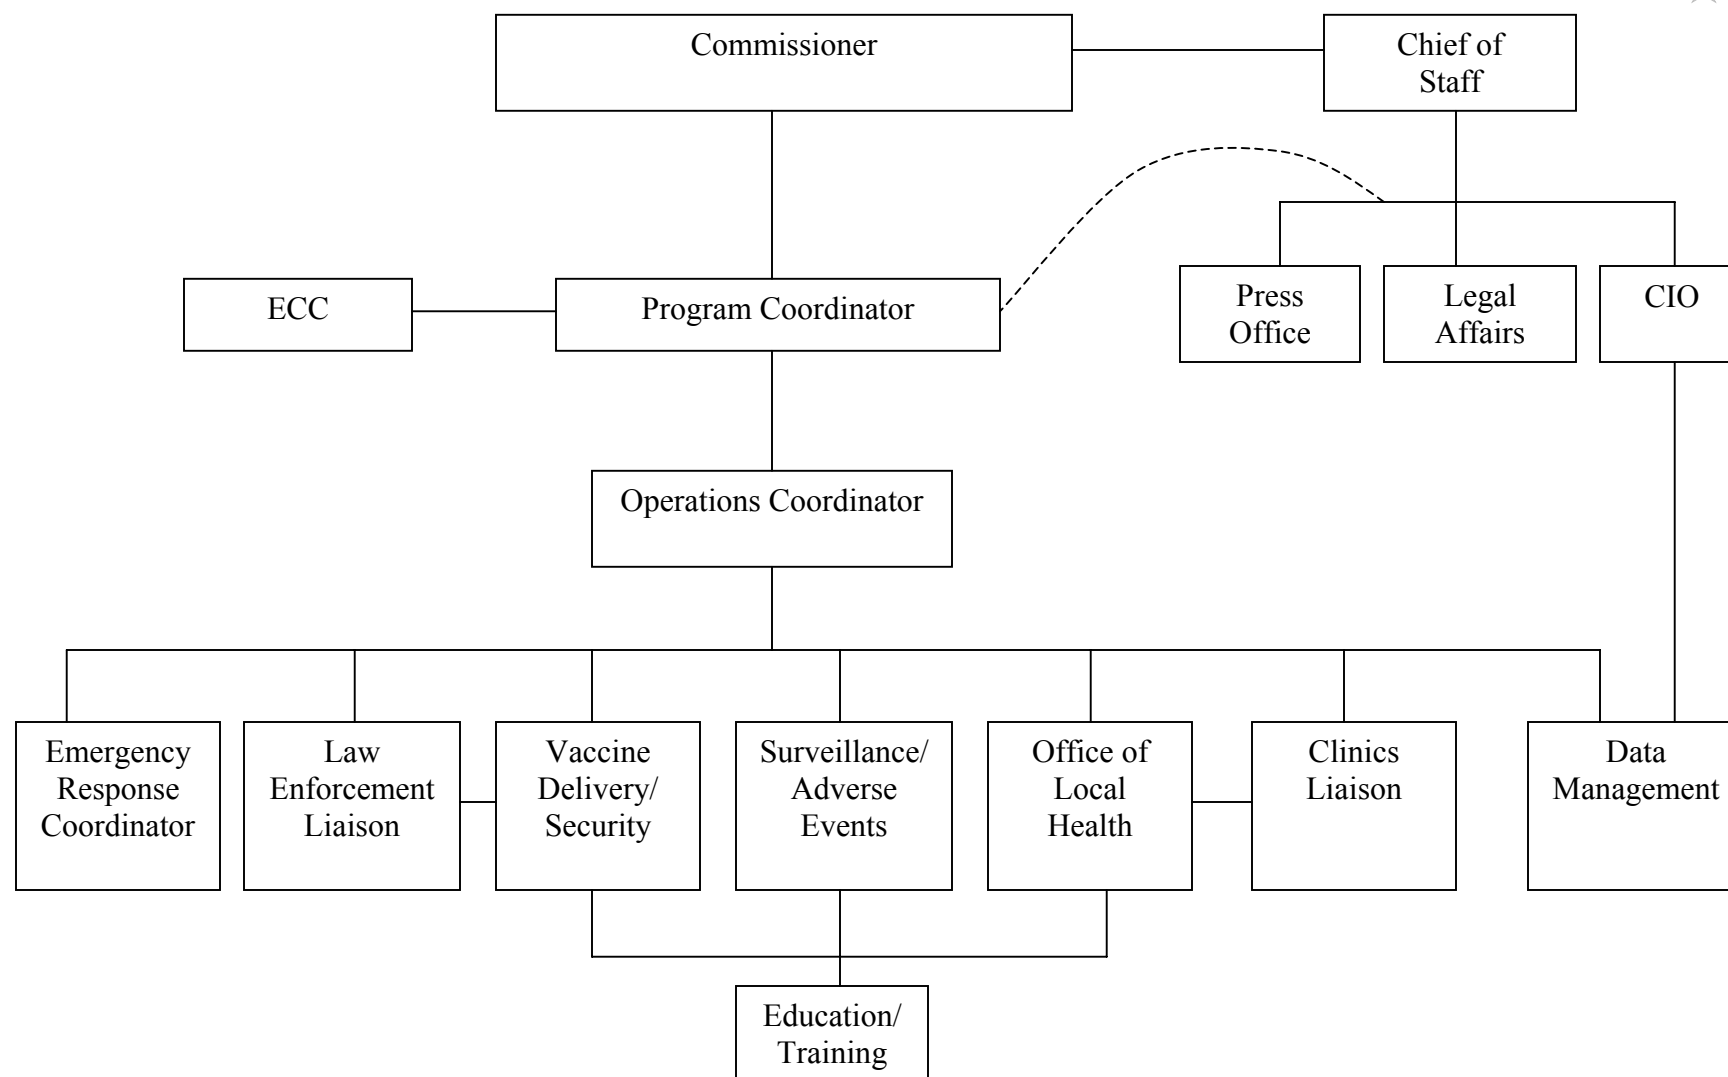 Commissioner
Chief of
Staff
ECC
Program Coordinator
Press
Office
Legal
Affairs
CIO
Operations Coordinator
Emergency
Response
Coordinator
Law
Enforcement
Liaison
Vaccine
Delivery/
Security
Surveillance/
Adverse
Events
Office of
Local
Health
Clinics
Liaison
Data
Management
Education/
Training